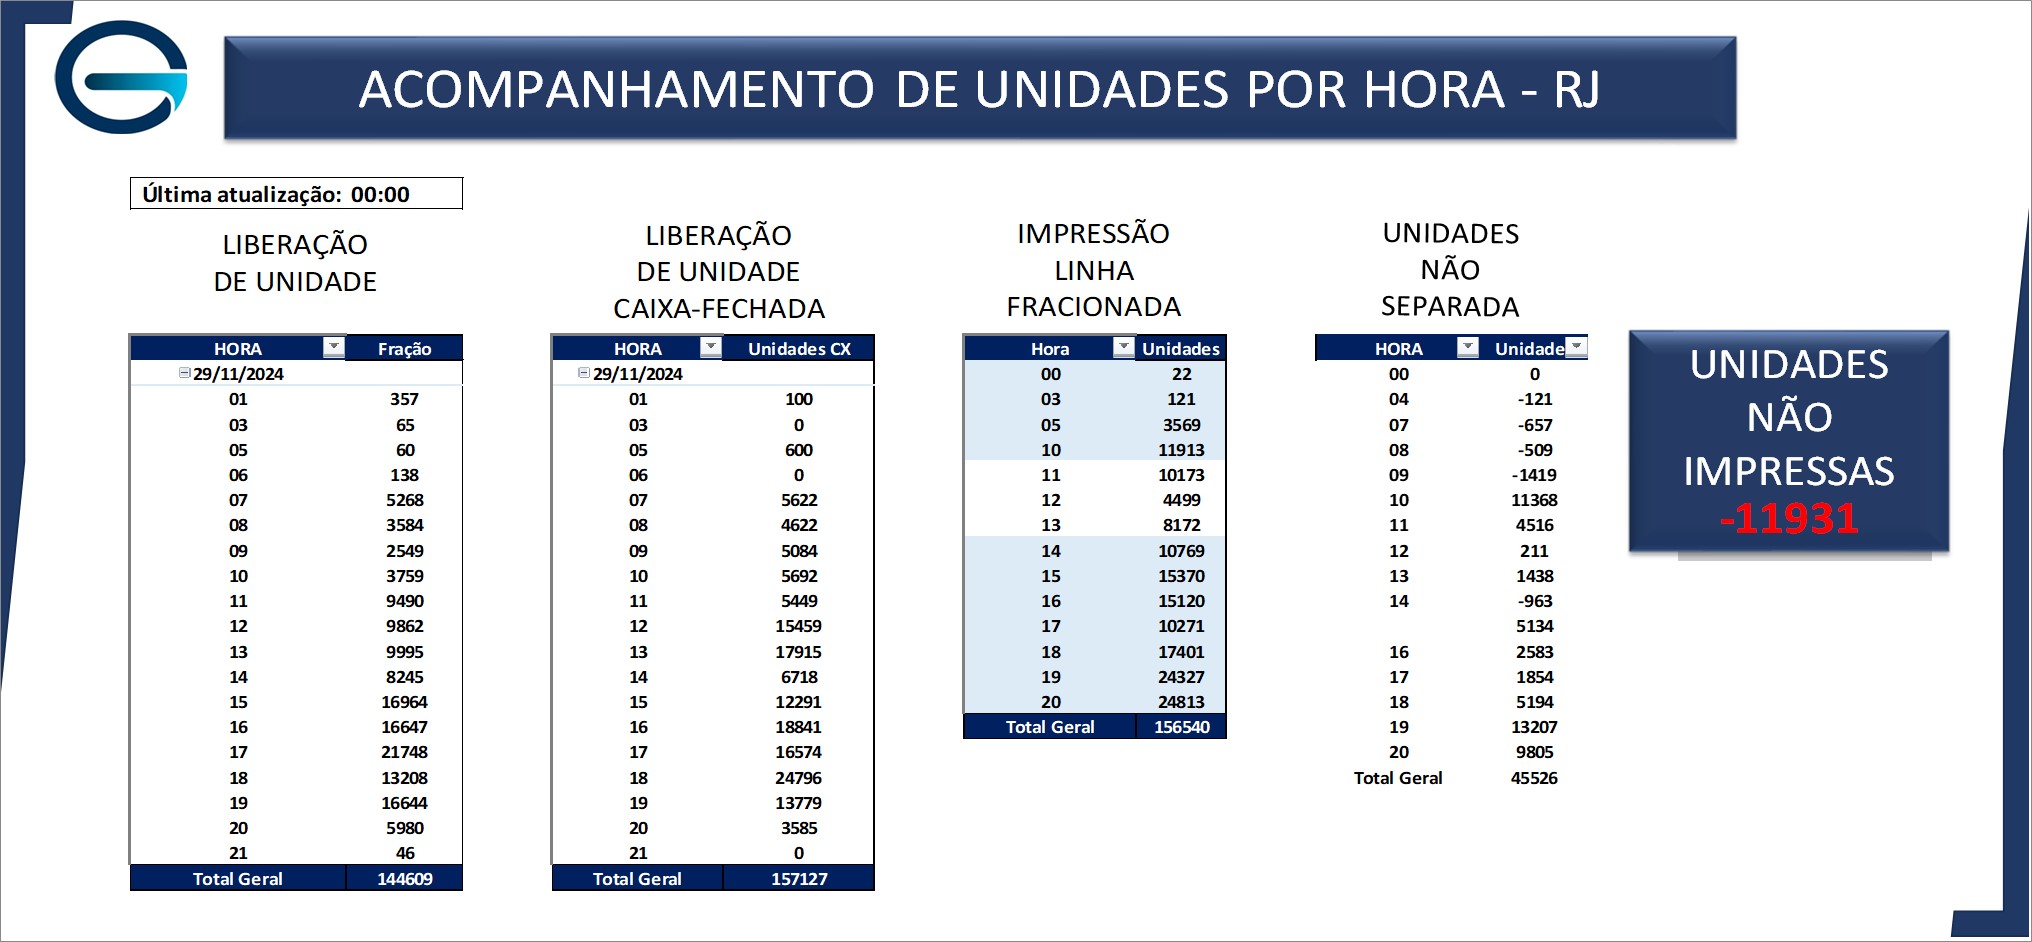 ACOMPANHAMENTO DE UNIDADES POR HORA - RJ
Última atualização: 00:00
LIBERAÇÃO
DE UNIDADE
HORA Fração
29/11/2024
01 357
03 65
05 60
06 138
07 5268
08 3584
09 2549
10 3759
11 9490
12 9862
13 9995
14 8245
15 16964
16 16647
17 21748
18 13208
19 16644
20 5980
21 46
Total Geral 144609
LIBERAÇÃO
DE UNIDADE
CAIXA-FECHADA
HORA Unidades CX
29/11/2024
01 100
03 0
05 600
06 0
07 5622
08 4622
09 5084
10 5692
11 5449
12 15459
13 17915
14 6718
15 12291
16 18841
17 16574
18 24796
19 13779
20 3585
21 0
Total Geral 157127
IMPRESSÃO
LINHA
FRACIONADA
Hora Unidades
00 22
03 121
05 3569
10 11913
11 10173
12 4499
13 8172
14 10769
15 15370
16 15120
17 10271
18 17401
19 24327
20 24813
Total Geral 156540
UNIDADES
NÃO
SEPARADA
HORA Unidade
00 0
04 -121
07 -657
08 -509
09 -1419
10 11368
11 4516
12 211
13 1438
14 -963
5134
16 2583
17 1854
18 5194
19 13207
20 9805
Total Geral 45526
UNIDADES
NÃO
IMPRESSAS
-11931